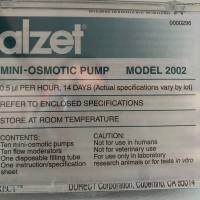 alzet®
0000296
MINI-OSMOTIC PUMP MODEL 2002
0.5 µl PER HOUR, 14 DAYS (Actual specifications vary by lot)
REFER TO ENCLOSED SPECIFICATIONS
STORE AT ROOM TEMPERATURE
CONTENTS:
Ten mini-osmotic pumps
Ten flow moderators
One disposable filling tube
One instruction/specification
sheet
CAUTION:
Not for use in humans
Not for veterinary use
For use only in laboratory
research animals or for tests in vitro
DURECT Corporation, Cupertino, CA 95014